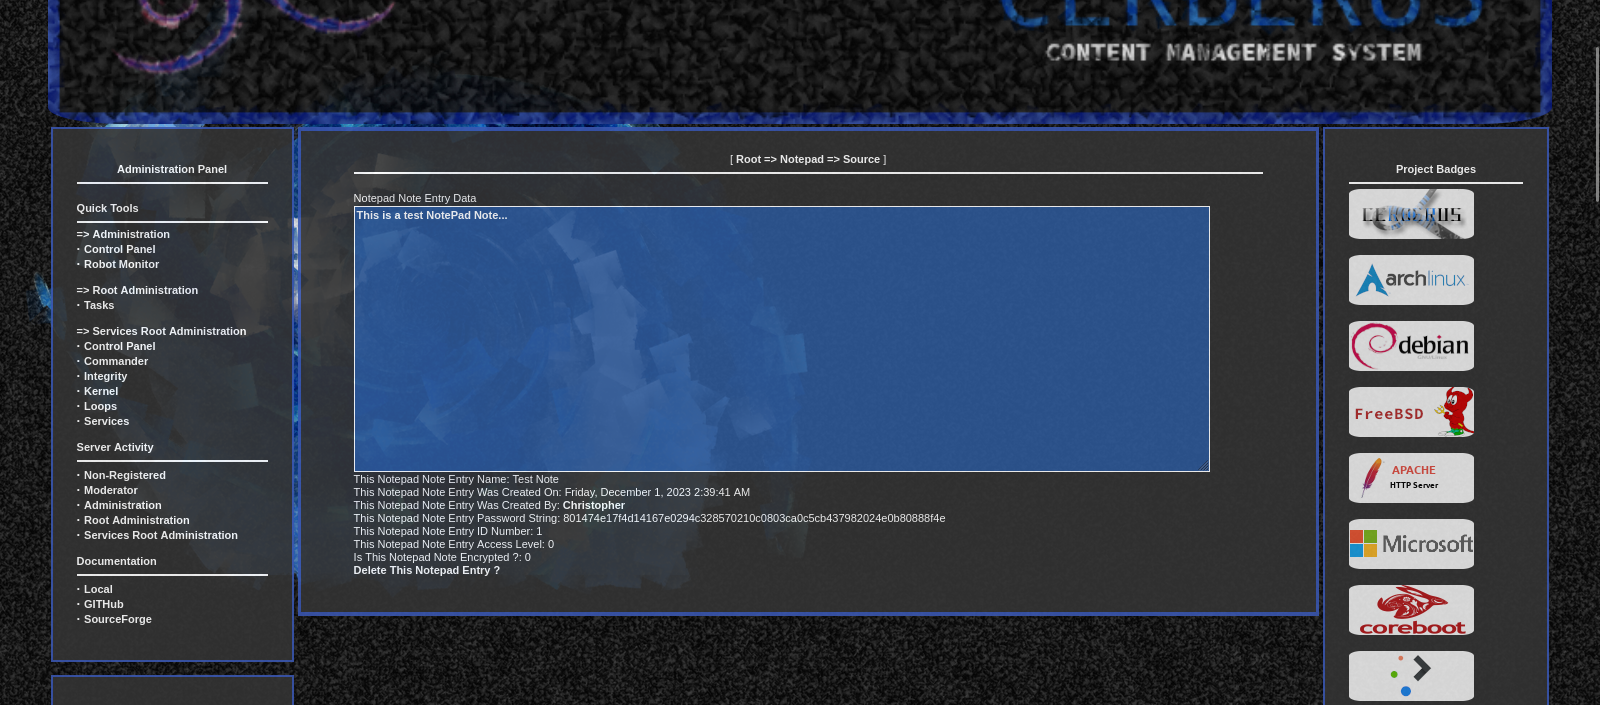 CERBERUS
CONTENT MANAGEMENT SYSTEM
Administration Panel
Quick Tools
=> Administration
· Control Panel
· Robot Monitor
=> Root Administration
· Tasks
=> Services Root Administration
· Control Panel
· Commander
· Integrity
· Kernel
· Loops
· Services
Server Activity
· Non-Registered
· Moderator
· Administration
· Root Administration
· Services Root Administration
Documentation
· Local
· GITHub
· SourceForge
[ Root => Notepad => Source ]
Notepad Note Entry Data
This is a test NotePad Note...
This Notepad Note Entry Name: Test Note
This Notepad Note Entry Was Created On: Friday, December 1, 2023 2:39:41 AM
This Notepad Note Entry Was Created By: Christopher
This Notepad Note Entry Password String: 801474e17f4d14167e0294c328570210c0803ca0c5cb437982024e0b80888f4e
This Notepad Note Entry ID Number: 1
This Notepad Note Entry Access Level: 0
Is This Notepad Note Encrypted ?: 0
Delete This Notepad Entry ?
Project Badges
CERBERUS
archlinux
debian
FreeBSD
APACHE
HTTP Server
Microsoft
coreboot